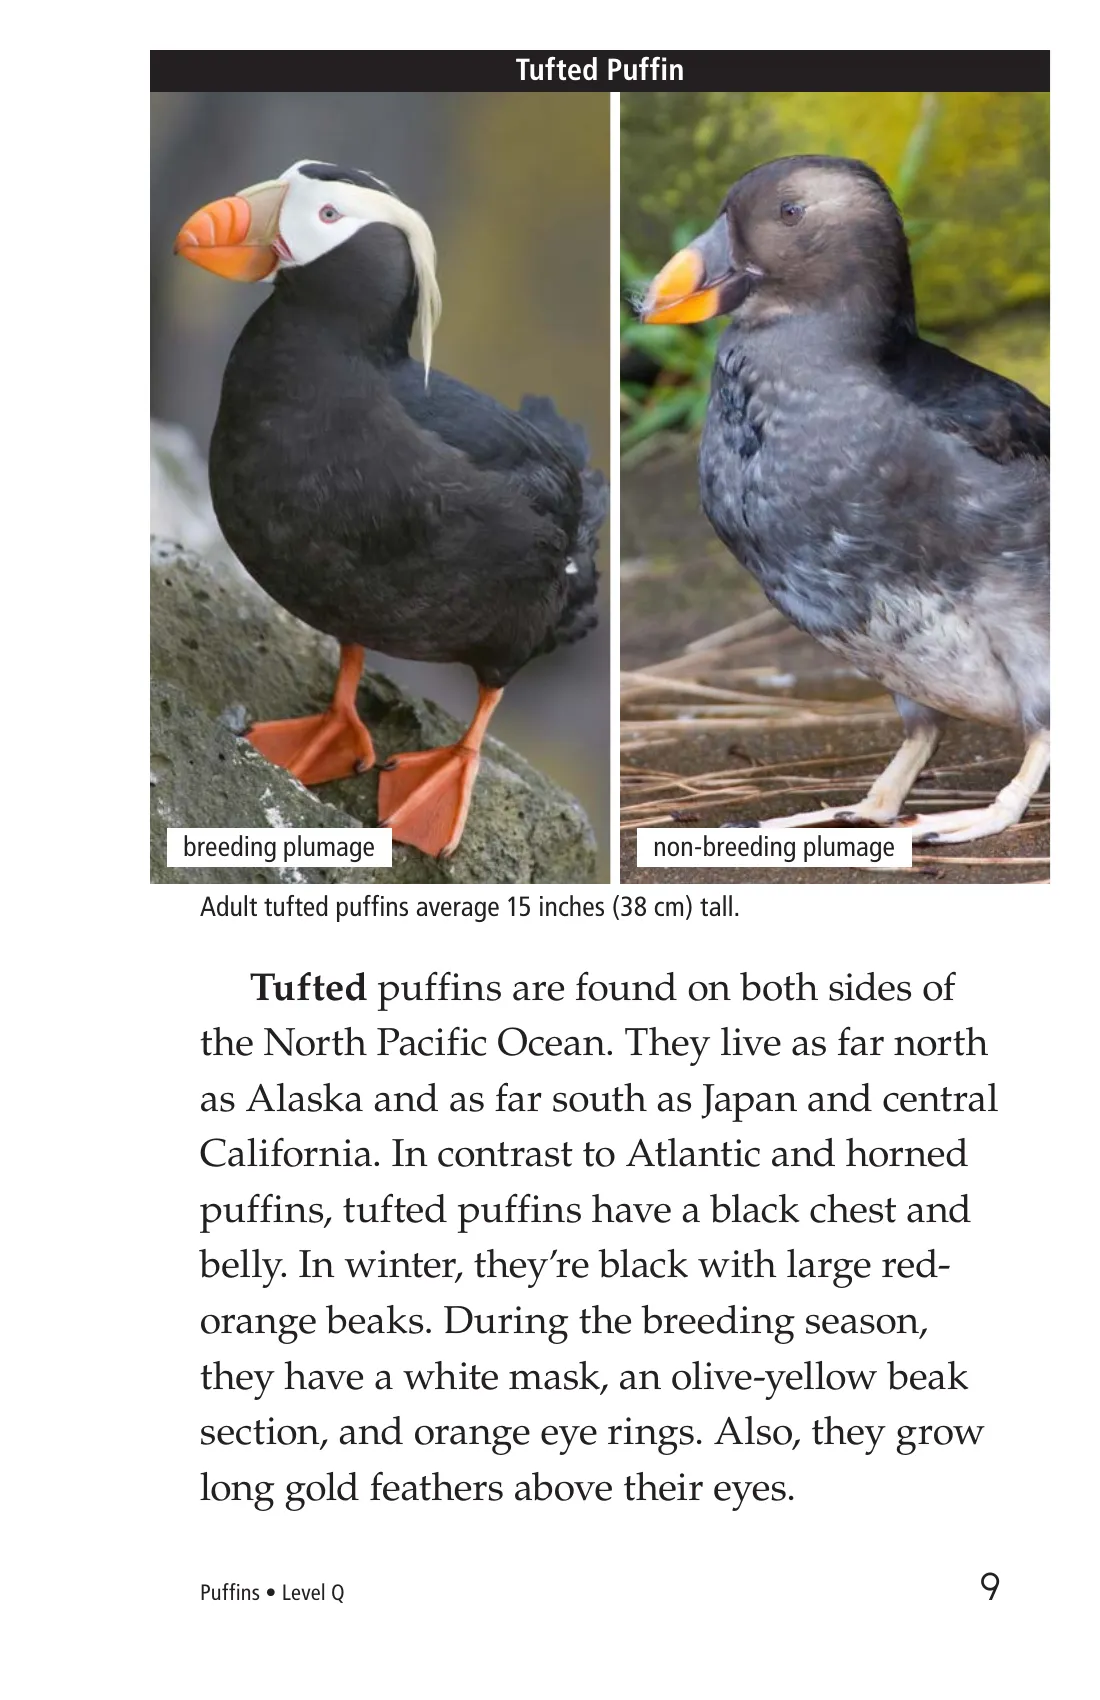 Tufted Puffin
breeding plumage
non-breeding plumage
Adult tufted puffins average 15 inches (38 cm) tall.
Tufted puffins are found on both sides of
the North Pacific Ocean. They live as far north
as Alaska and as far south as Japan and central
California. In contrast to Atlantic and horned
puffins, tufted puffins have a black chest and
belly. In winter, they’re black with large red-
orange beaks. During the breeding season,
they have a white mask, an olive-yellow beak
section, and orange eye rings. Also, they grow
long gold feathers above their eyes.
Puffins • Level Q
9